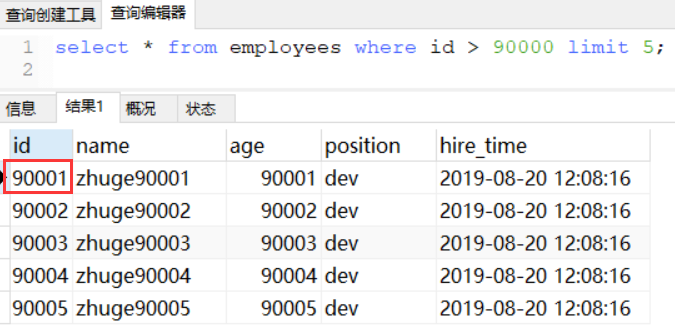 查询创建工具 查询编辑器
1 select * from employees where id > 90000 limit 5;
2
信息 结果1 概况 状态
id name age position hire_time
90001 zhuge90001 90001 dev 2019-08-20 12:08:16
90002 zhuge90002 90002 dev 2019-08-20 12:08:16
90003 zhuge90003 90003 dev 2019-08-20 12:08:16
90004 zhuge90004 90004 dev 2019-08-20 12:08:16
90005 zhuge90005 90005 dev 2019-08-20 12:08:16